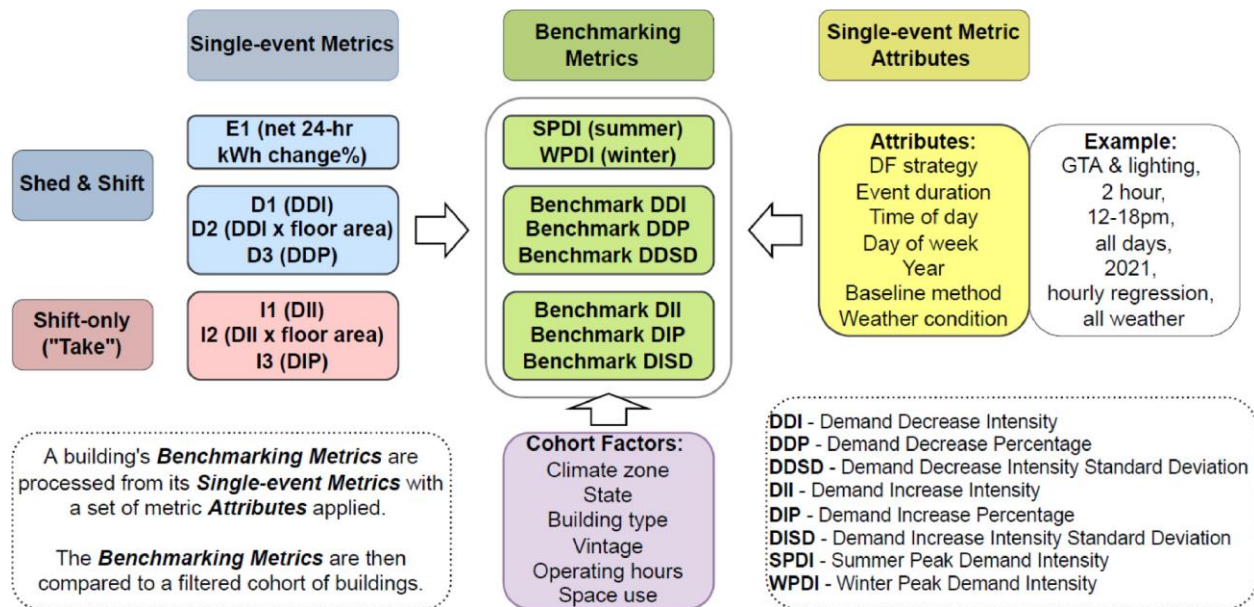 Single-event Metrics
Benchmarking
Metrics
Single-event Metric
Attributes
Shed & Shift
E1 (net 24-hr
kWh change%)
D1 (DDI)
D2 (DDI x floor area)
D3 (DDP)
Shift-only
("Take")
I1 (DII)
I2 (DII x floor area)
I3 (DIP)
SPDI (summer)
WPDI (winter)
Benchmark DDI
Benchmark DDP
Benchmark DDSD
Benchmark DII
Benchmark DIP
Benchmark DISD
Attributes:
DF strategy
Event duration
Time of day
Day of week
Year
Baseline method
Weather condition
Example:
GTA & lighting,
2 hour,
12-18pm,
all days,
2021,
hourly regression,
all weather
A building's Benchmarking Metrics are
processed from its Single-event Metrics with
a set of metric Attributes applied.
The Benchmarking Metrics are then
compared to a filtered cohort of buildings.
Cohort Factors:
Climate zone
State
Building type
Vintage
Operating hours
Space use
DDI - Demand Decrease Intensity
DDP - Demand Decrease Percentage
DDSD - Demand Decrease Intensity Standard Deviation
DII - Demand Increase Intensity
DIP - Demand Increase Percentage
DISD - Demand Increase Intensity Standard Deviation
SPDI - Summer Peak Demand Intensity
WPDI - Winter Peak Demand Intensity